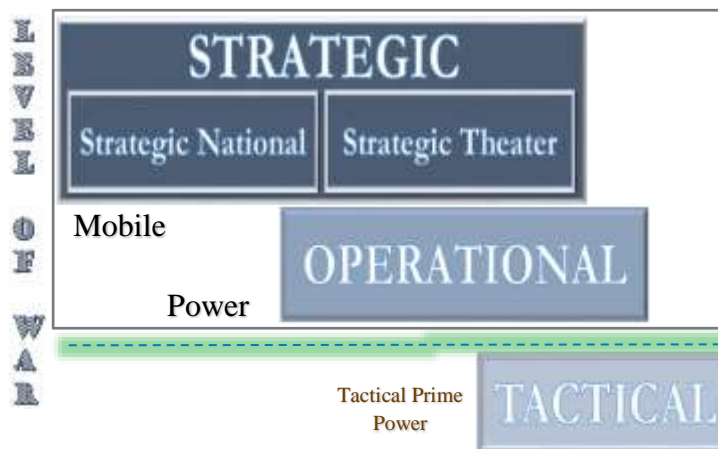 LEVEL OF WAR
STRATEGIC
Strategic National
Strategic Theater
Mobile
OPERATIONAL
Power
Tactical Prime
Power
TACTICAL